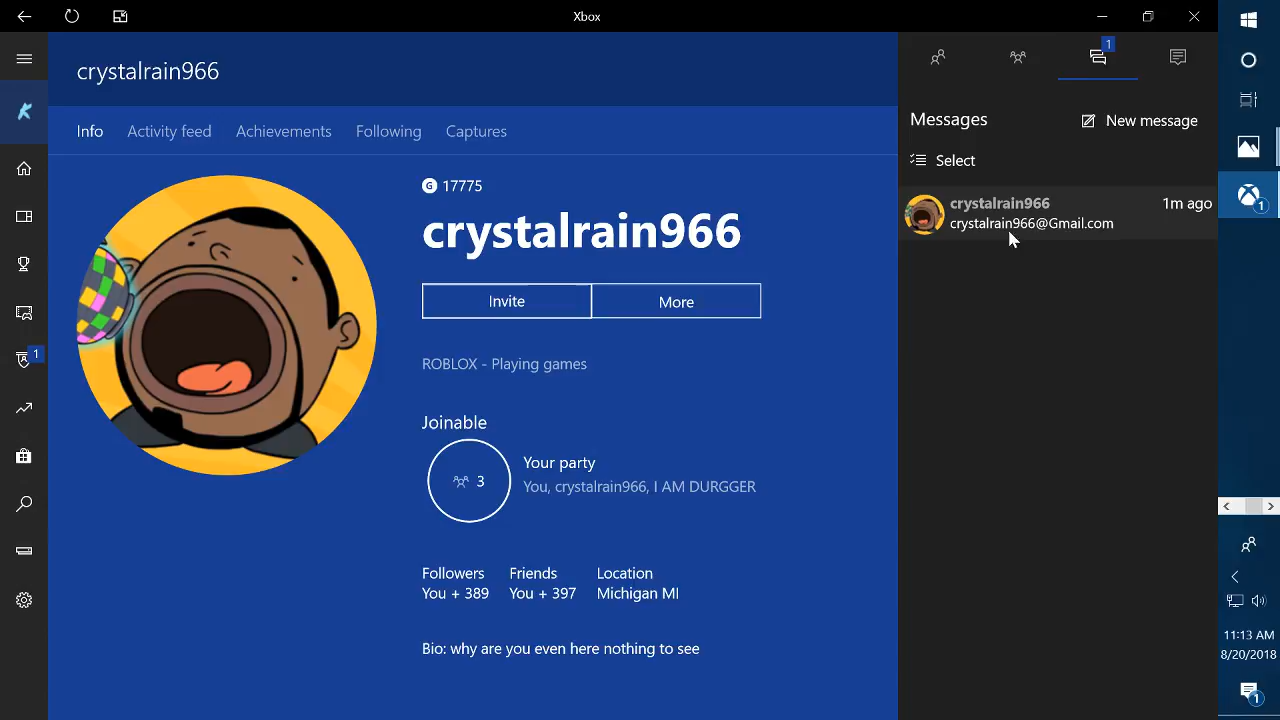 Xbox
crystalrain966
Info Activity feed Achievements Following Captures
G 17775
crystalrain966
Invite More
ROBLOX - Playing games
Joinable
3
Your party
You, crystalrain966, I AM DURGGER
Followers Friends Location
You + 389 You + 397 Michigan MI
Bio: why are you even here nothing to see
1
1
Messages New message
Select
crystalrain966 1m ago
crystalrain966@Gmail.com
1
11:13 AM
8/20/2018
1